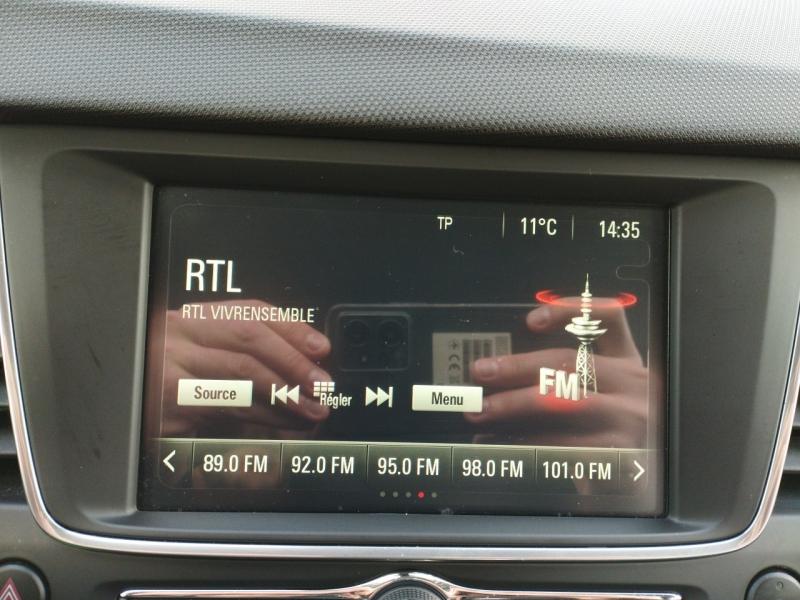 TP 11°C 14:35
RTL
RTL VIVRENSEMBLE
FM
Source Régler Menu
89.0 FM 92.0 FM 95.0 FM 98.0 FM 101.0 FM